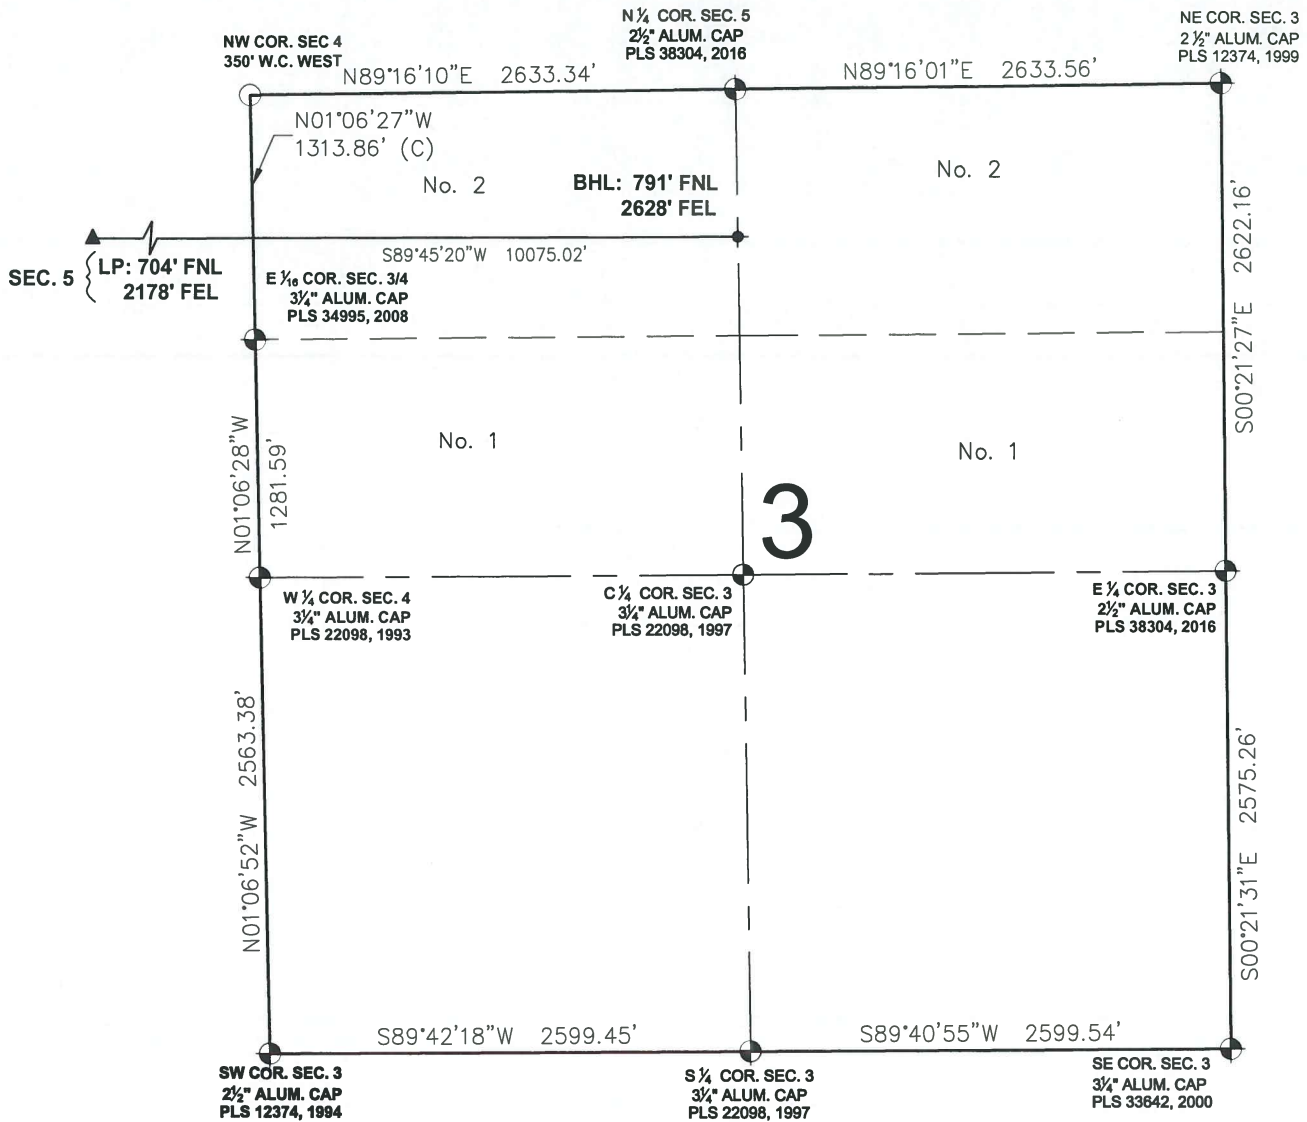 N ¼ COR. SEC. 5
2½" ALUM. CAP
PLS 38304, 2016
NE COR. SEC. 3
2 ½" ALUM. CAP
PLS 12374, 1999
NW COR. SEC 4
350' W.C. WEST
N89°16'10"E 2633.34'
N89°16'01"E 2633.56'
N01°06'27"W
1313.86' (C)
No. 2
BHL: 791' FNL
2628' FEL
No. 2
S00°21'27"E 2622.16'
S89°45'20"W 10075.02'
SEC. 5
LP: 704' FNL
2178' FEL
E 1/16 COR. SEC. 3/4
3¼" ALUM. CAP
PLS 34995, 2008
N01°06'28"W
1281.59'
No. 1
No. 1
3
W ¼ COR. SEC. 4
3¼" ALUM. CAP
PLS 22098, 1993
C ¼ COR. SEC. 3
3¼" ALUM. CAP
PLS 22098, 1997
E ¼ COR. SEC. 3
2½" ALUM. CAP
PLS 38304, 2016
N01°06'52"W 2563.38'
S00°21'31"E 2575.26'
S89°42'18"W 2599.45'
S89°40'55"W 2599.54'
SW COR. SEC. 3
2½" ALUM. CAP
PLS 12374, 1994
S ¼ COR. SEC. 3
3¼" ALUM. CAP
PLS 22098, 1997
SE COR. SEC. 3
3¼" ALUM. CAP
PLS 33642, 2000